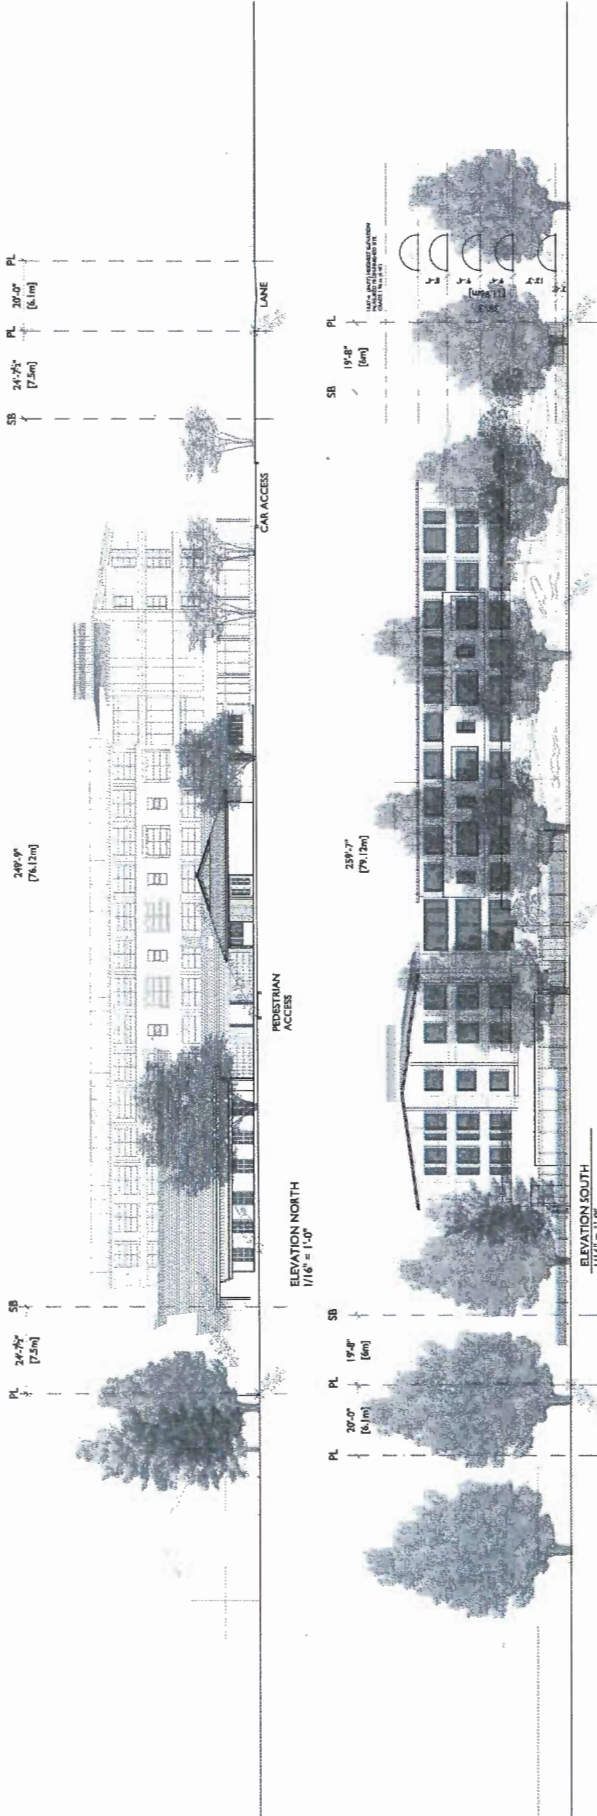 PL
24'-7½"
[7.5m]
SB
249'-9"
[76.12m]
SB
24'-7½"
[7.5m]
PL
20'-0"
[6.1m]
PL
PEDESTRIAN
ACCESS
CAR ACCESS
LANE
ELEVATION NORTH
1/16" = 1'-0"
PL
20'-0"
[6.1m]
PL
19'-8"
[6m]
SB
259'-7"
[79.12m]
SB
19'-8"
[6m]
PL
[11.96m]
ELEVATION SOUTH